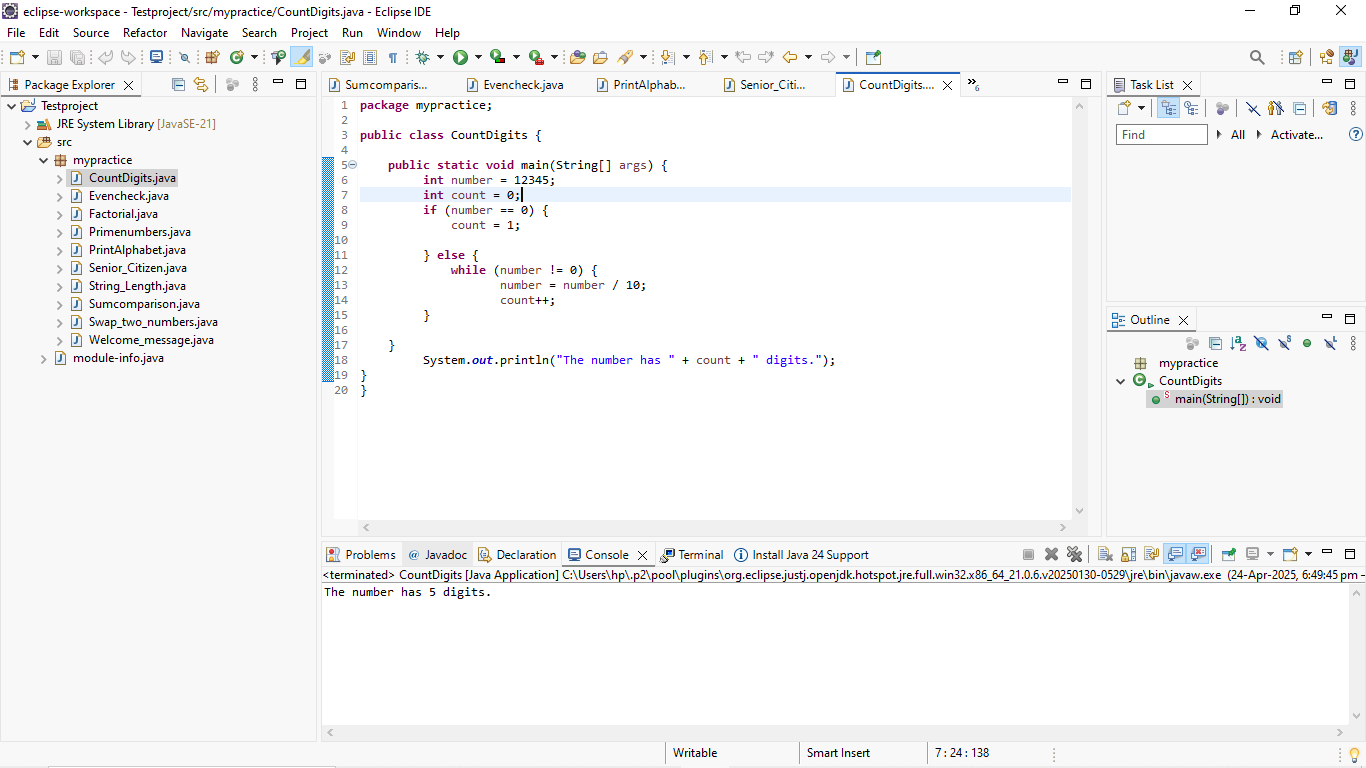 eclipse-workspace - Testproject/src/mypractice/CountDigits.java - Eclipse IDE
File Edit Source Refactor Navigate Search Project Run Window Help
Package Explorer
Testproject
JRE System Library [JavaSE-21]
src
mypractice
CountDigits.java
Evencheck.java
Factorial.java
Primenumbers.java
PrintAlphabet.java
Senior_Citizen.java
String_Length.java
Sumcomparison.java
Swap_two_numbers.java
Welcome_message.java
module-info.java
Sumcomparis... Evencheck.java PrintAlphab... Senior_Citi... CountDigits.... »6
1 package mypractice;
2
3 public class CountDigits {
4
5 public static void main(String[] args) {
6 int number = 12345;
7 int count = 0;
8 if (number == 0) {
9 count = 1;
10
11 } else {
12 while (number != 0) {
13 number = number / 10;
14 count++;
15 }
16
17 }
18 System.out.println("The number has " + count + " digits.");
19 }
20 }
Task List
Find All Activate...
Outline
mypractice
CountDigits
main(String[]) : void
Problems @ Javadoc Declaration Console Terminal Install Java 24 Support
<terminated> CountDigits [Java Application] C:\Users\hp\.p2\pool\plugins\org.eclipse.justj.openjdk.hotspot.jre.full.win32.x86_64_21.0.6.v20250130-0529\jre\bin\javaw.exe (24-Apr-2025, 6:49:45 pm –
The number has 5 digits.
Writable Smart Insert 7 : 24 : 138